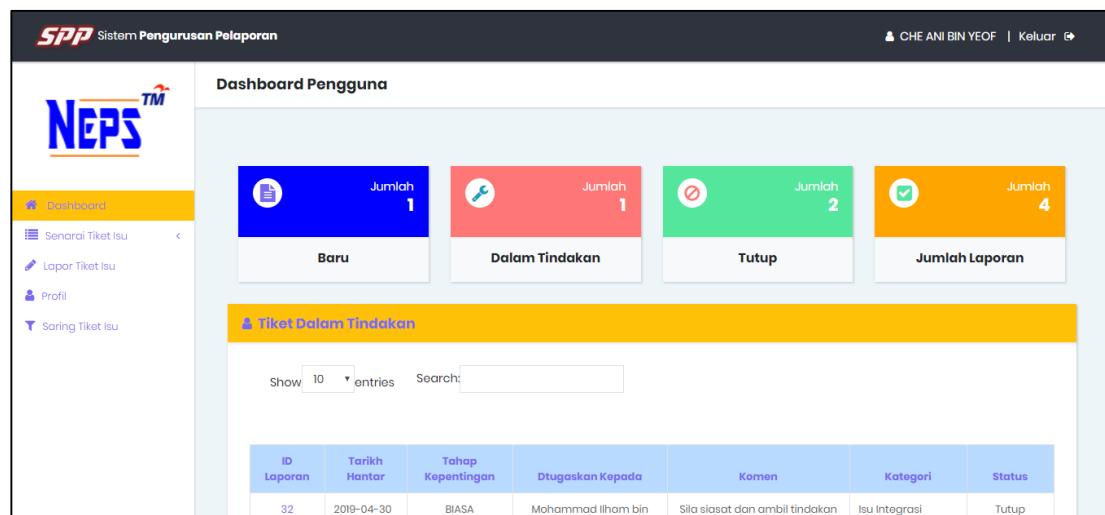 SPP Sistem Pengurusan Pelaporan
CHE ANI BIN YEOF | Keluar
NEPS TM
Dashboard Pengguna
Dashboard
Senarai Tiket Isu <
Lapor Tiket Isu
Profil
Saring Tiket Isu
Jumlah
1
Baru
Jumlah
1
Dalam Tindakan
Jumlah
2
Tutup
Jumlah
4
Jumlah Laporan
Tiket Dalam Tindakan
Show 10 entries Search:
ID Laporan Tarikh Hantar Tahap Kepentingan Dtugaskan Kepada Komen Kategori Status
32 2019-04-30 BIASA Mohammad Ilham bin Sila siasat dan ambil tindakan Isu Integrasi Tutup